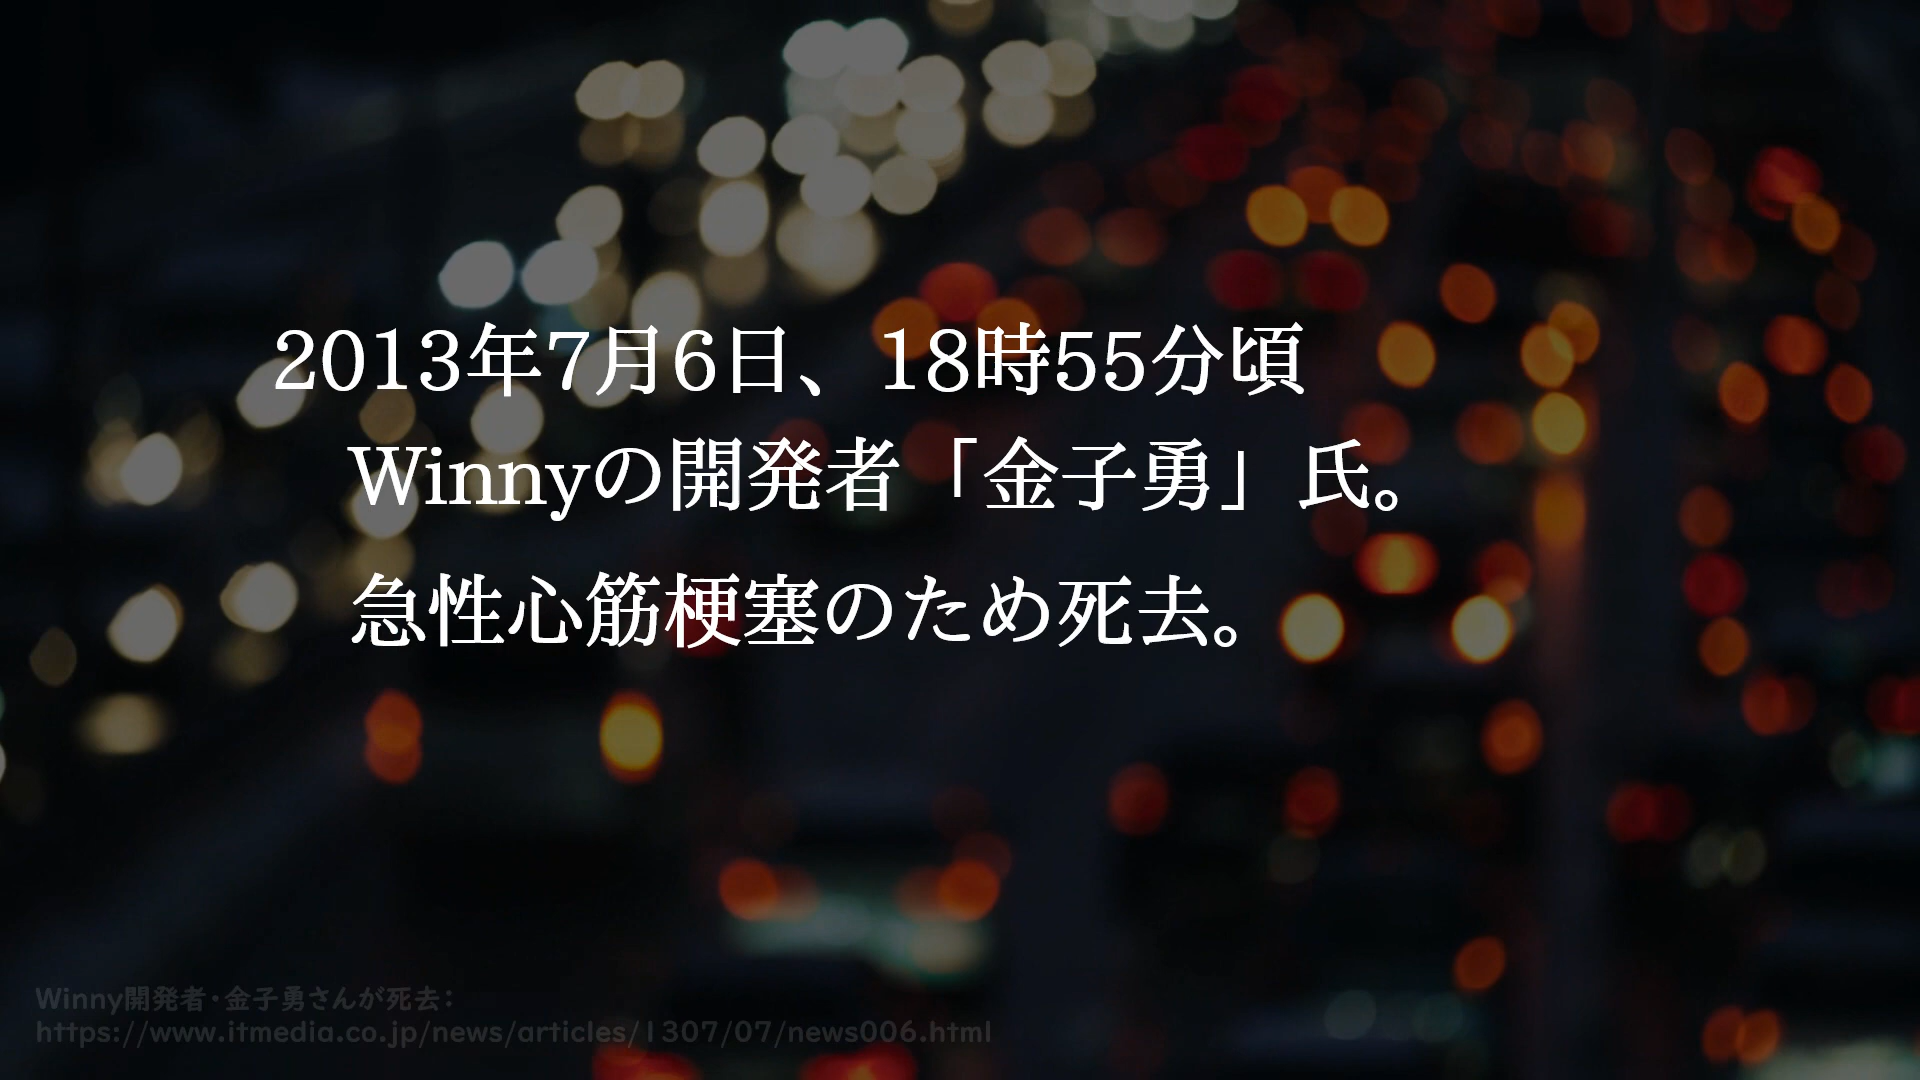 2013年7月6日、18時55分頃
Winnyの開発者「金子勇」氏。
急性心筋梗塞のため死去。
Winny開発者・金子勇さんが死去:
https://www.itmedia.co.jp/news/articles/1307/07/news006.html